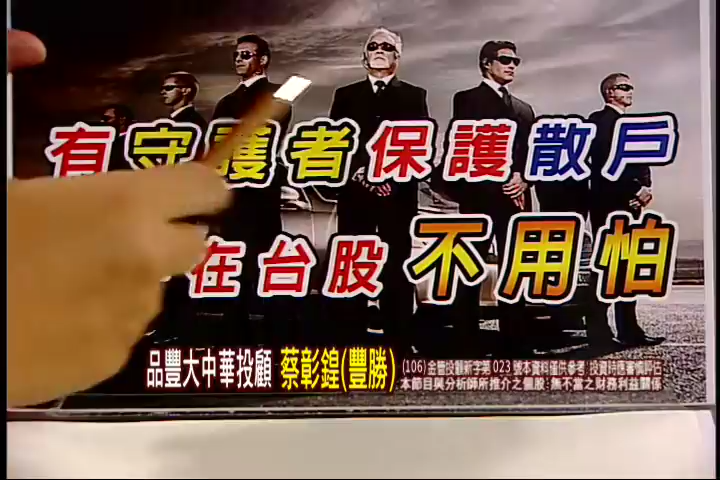 有守護者保護散戶
在台股不用怕
品豐大中華投顧 蔡彰鍠(豐勝)
(106)金管投顧新字第023號本資料僅供參考 投資時應審慎評估
本節目與分析師所推介之個股 無不當之財務利益關係